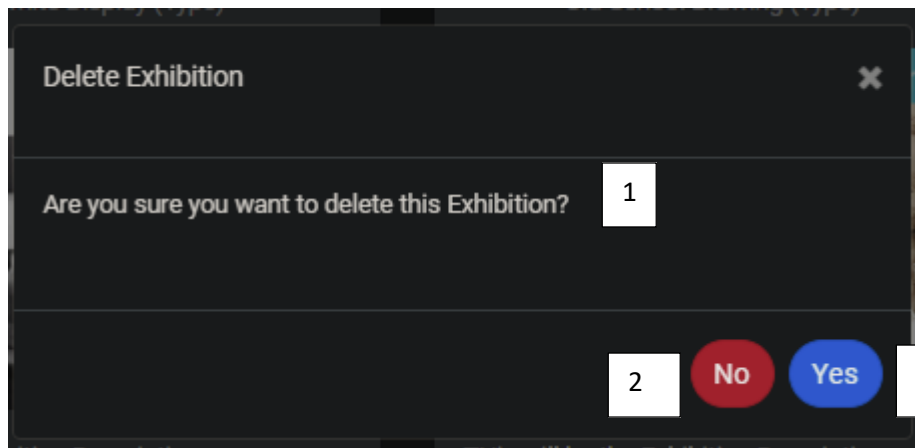 Delete Exhibition
Are you sure you want to delete this Exhibition? 1
2 No Yes